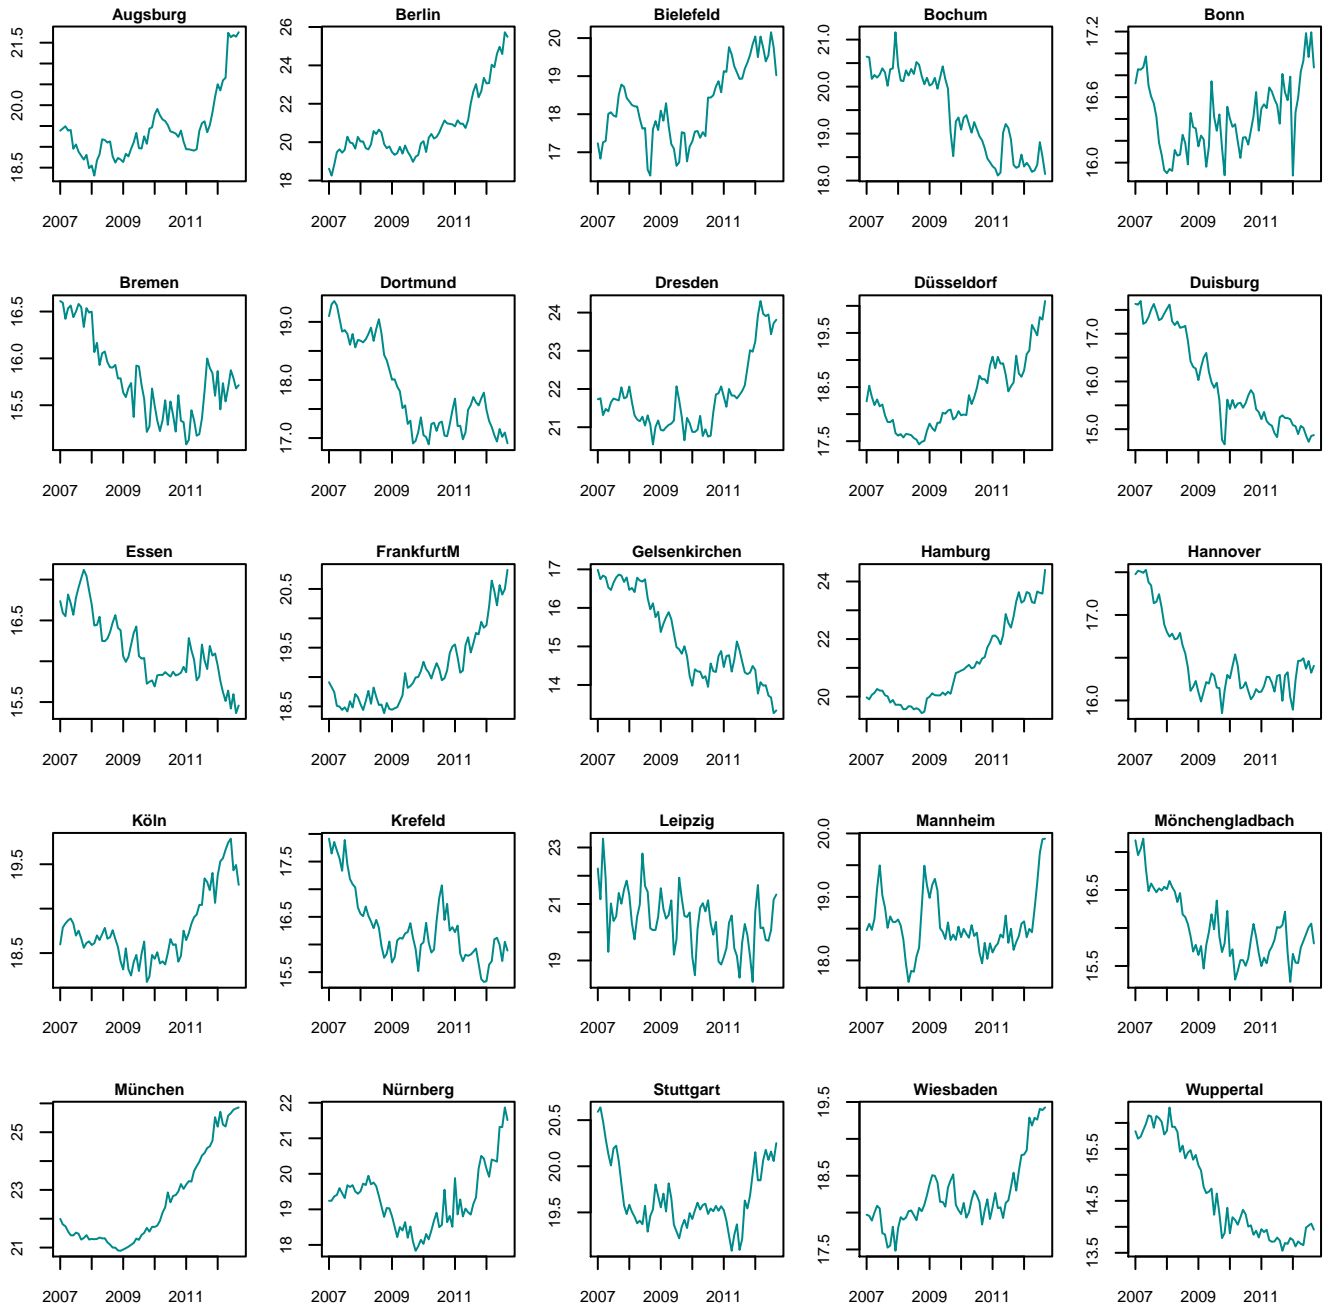 Augsburg Berlin Bielefeld Bochum Bonn
18.5 20.0 21.5 18 20 22 24 26 17 18 19 20 18.0 19.0 20.0 21.0 16.0 16.6 17.2
2007 2009 2011 2007 2009 2011 2007 2009 2011 2007 2009 2011 2007 2009 2011
Bremen Dortmund Dresden Düsseldorf Duisburg
15.5 16.0 16.5 17.0 18.0 19.0 21 22 23 24 17.5 18.5 19.5 15.0 16.0 17.0
2007 2009 2011 2007 2009 2011 2007 2009 2011 2007 2009 2011 2007 2009 2011
Essen FrankfurtM Gelsenkirchen Hamburg Hannover
15.5 16.5 18.5 19.5 20.5 14 15 16 17 20 22 24 16.0 17.0
2007 2009 2011 2007 2009 2011 2007 2009 2011 2007 2009 2011 2007 2009 2011
Köln Krefeld Leipzig Mannheim Mönchengladbach
18.5 19.5 15.5 16.5 17.5 19 21 23 18.0 19.0 20.0 15.5 16.5
2007 2009 2011 2007 2009 2011 2007 2009 2011 2007 2009 2011 2007 2009 2011
München Nürnberg Stuttgart Wiesbaden Wuppertal
21 23 25 18 19 20 21 22 19.5 20.0 20.5 17.5 18.5 19.5 13.5 14.5 15.5
2007 2009 2011 2007 2009 2011 2007 2009 2011 2007 2009 2011 2007 2009 2011